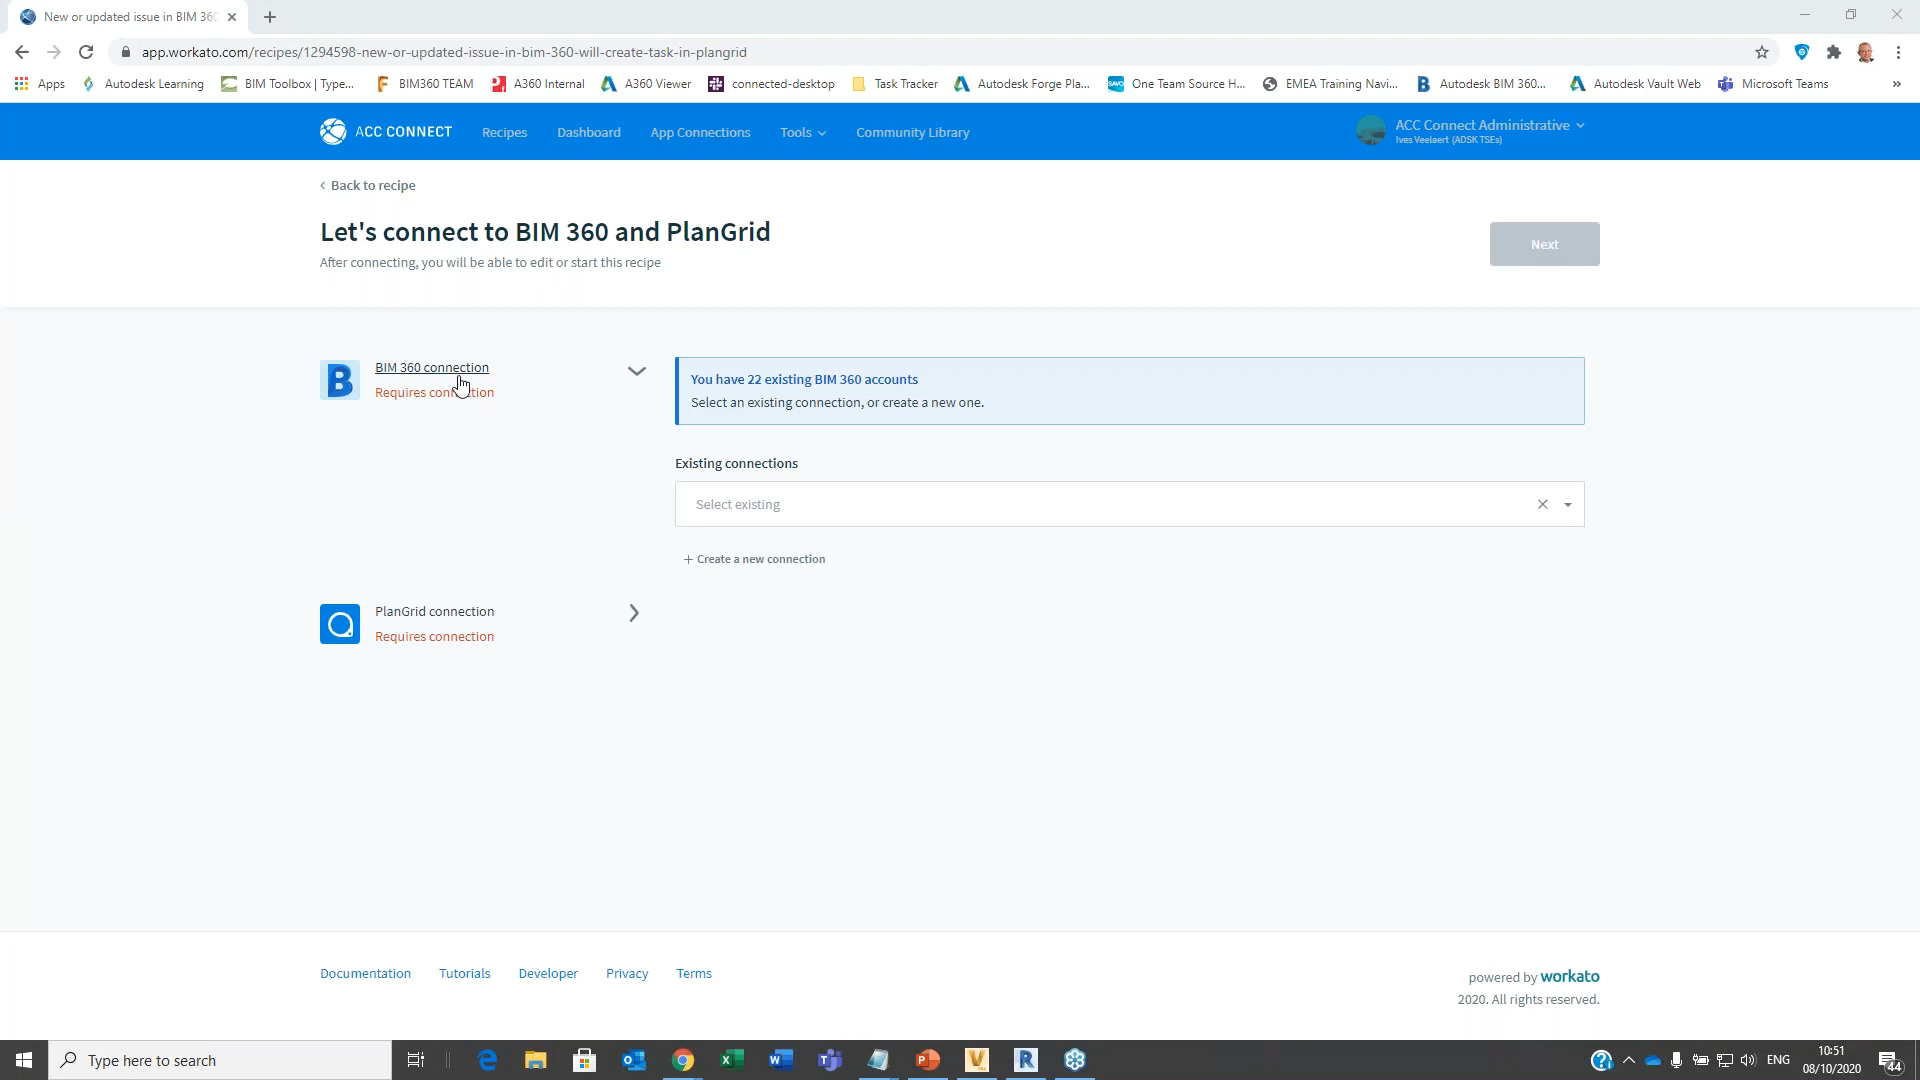 New or updated issue in BIM 360
app.workato.com/recipes/1294598-new-or-updated-issue-in-bim-360-will-create-task-in-plangrid
Apps
Autodesk Learning
BIM Toolbox | Type...
BIM360 TEAM
A360 Internal
A360 Viewer
connected-desktop
Task Tracker
Autodesk Forge Pla...
One Team Source H...
EMEA Training Navi...
Autodesk BIM 360...
Autodesk Vault Web
Microsoft Teams
»
ACC CONNECT
Recipes
Dashboard
App Connections
Tools
Community Library
ACC Connect Administrative
Ives Veelaert (ADSK TSEs)
Back to recipe
Let's connect to BIM 360 and PlanGrid
After connecting, you will be able to edit or start this recipe
Next
BIM 360 connection
Requires connection
You have 22 existing BIM 360 accounts
Select an existing connection, or create a new one.
Existing connections
Select existing
+ Create a new connection
PlanGrid connection
Requires connection
Documentation
Tutorials
Developer
Privacy
Terms
powered by workato
2020. All rights reserved.
Type here to search
ENG
10:51
08/10/2020
44